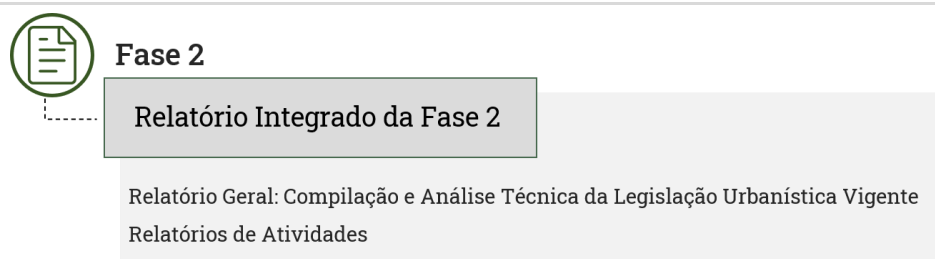 Fase 2
Relatório Integrado da Fase 2
Relatório Geral: Compilação e Análise Técnica da Legislação Urbanística Vigente
Relatórios de Atividades